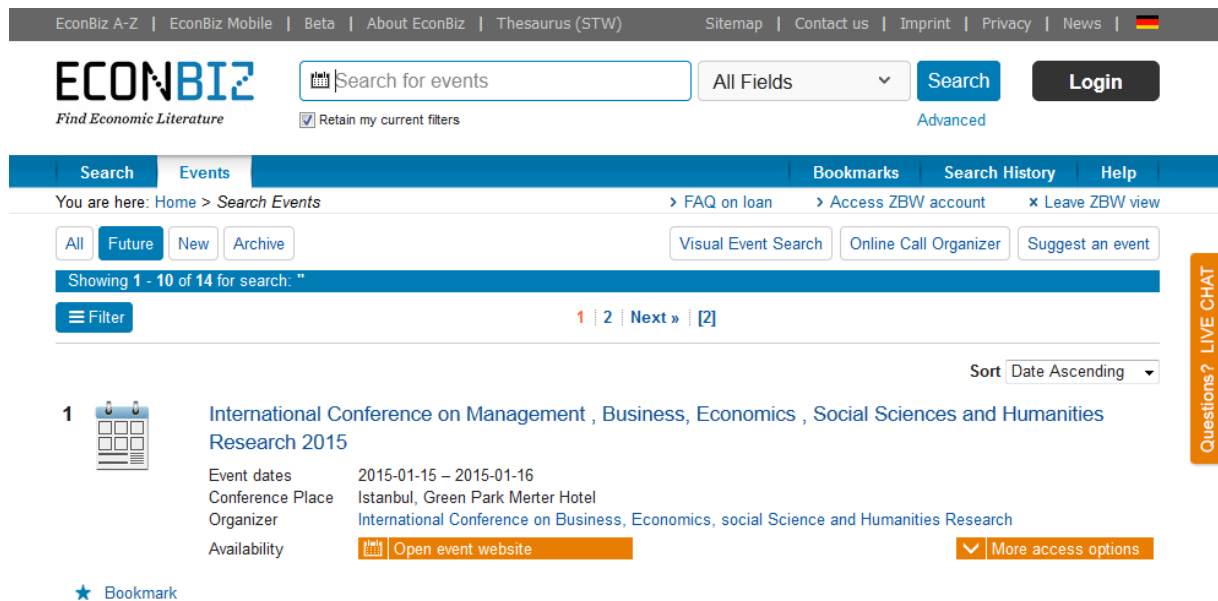 EconBiz A-Z | EconBiz Mobile | Beta | About EconBiz | Thesaurus (STW) Sitemap | Contact us | Imprint | Privacy | News |
ECONBIZ
Find Economic Literature
Search for events
All Fields
Search
Login
Retain my current filters
Advanced
Search Events Bookmarks Search History Help
You are here: Home > Search Events > FAQ on loan > Access ZBW account × Leave ZBW view
All Future New Archive Visual Event Search Online Call Organizer Suggest an event
Showing 1 - 10 of 14 for search: "
Filter 1 2 Next » [2]
Sort Date Ascending
1 International Conference on Management , Business, Economics , Social Sciences and Humanities
Research 2015
Event dates 2015-01-15 – 2015-01-16
Conference Place Istanbul, Green Park Merter Hotel
Organizer International Conference on Business, Economics, social Science and Humanities Research
Availability Open event website More access options
Bookmark
Questions? LIVE CHAT